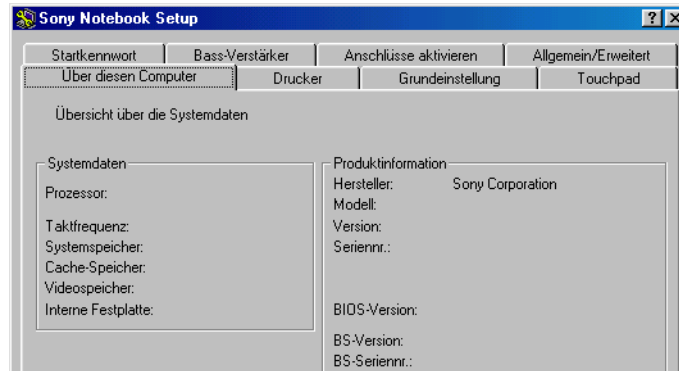 Sony Notebook Setup
Startkennwort Bass-Verstärker Anschlüsse aktivieren Allgemein/Erweitert
Über diesen Computer Drucker Grundeinstellung Touchpad
Übersicht über die Systemdaten
Systemdaten
Prozessor:
Taktfrequenz:
Systemspeicher:
Cache-Speicher:
Videospeicher:
Interne Festplatte:
Produktinformation
Hersteller: Sony Corporation
Modell:
Version:
Seriennr.:
BIOS-Version:
BS-Version:
BS-Seriennr.: